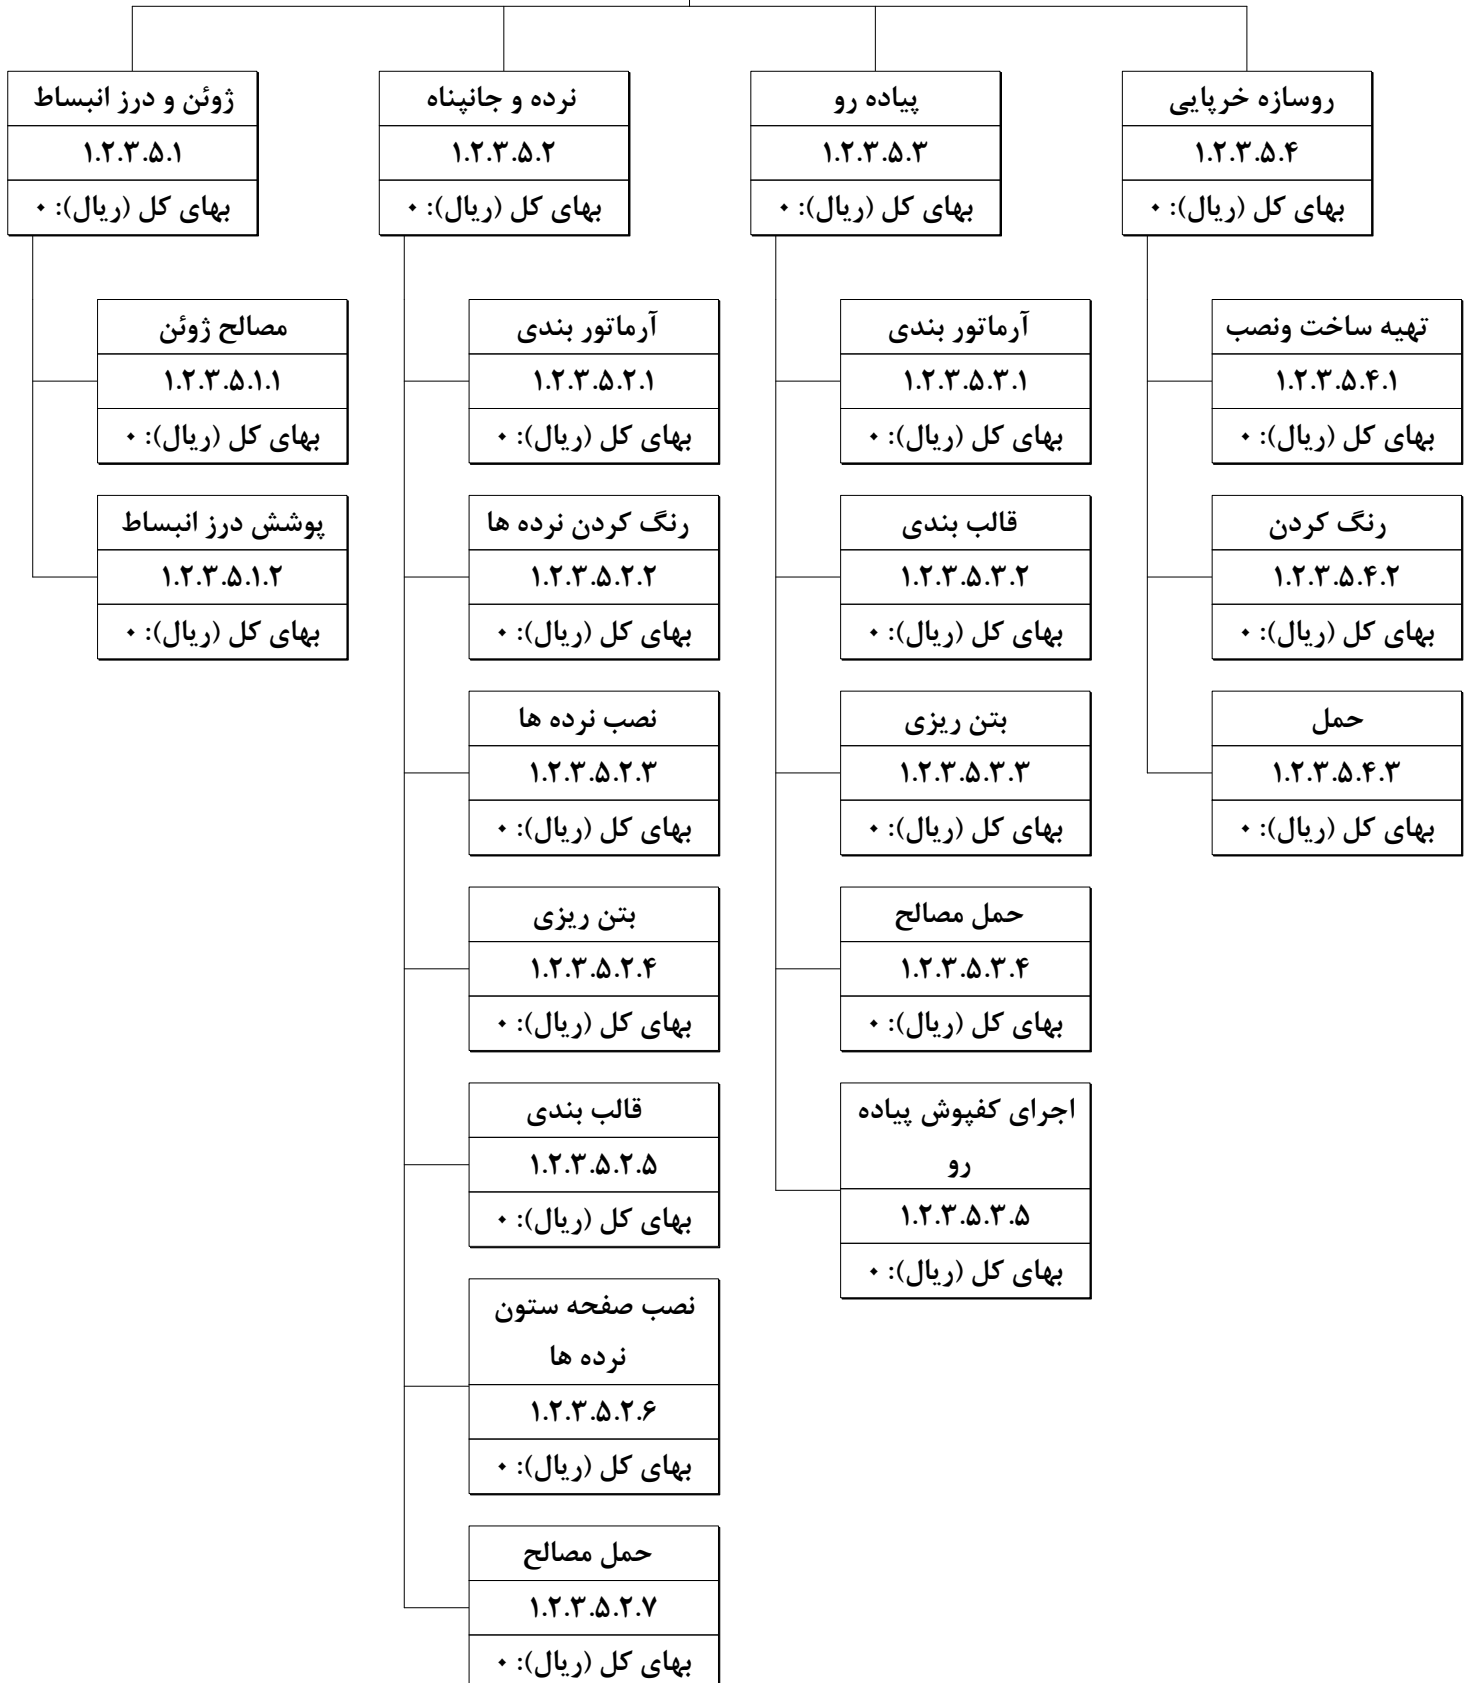 ژوئن و درز انبساط
۱.۲.۳.۵.۱
بهای کل (ریال): ۰
نرده و جانپناه
۱.۲.۳.۵.۲
بهای کل (ریال): ۰
پیاده رو
۱.۲.۳.۵.۳
بهای کل (ریال): ۰
روسازه خرپایی
۱.۲.۳.۵.۴
بهای کل (ریال): ۰
مصالح ژوئن
۱.۲.۳.۵.۱.۱
بهای کل (ریال): ۰
پوشش درز انبساط
۱.۲.۳.۵.۱.۲
بهای کل (ریال): ۰
آرماتور بندی
۱.۲.۳.۵.۲.۱
بهای کل (ریال): ۰
رنگ کردن نرده ها
۱.۲.۳.۵.۲.۲
بهای کل (ریال): ۰
نصب نرده ها
۱.۲.۳.۵.۲.۳
بهای کل (ریال): ۰
بتن ریزی
۱.۲.۳.۵.۲.۴
بهای کل (ریال): ۰
قالب بندی
۱.۲.۳.۵.۲.۵
بهای کل (ریال): ۰
نصب صفحه ستون
نرده ها
۱.۲.۳.۵.۲.۶
بهای کل (ریال): ۰
حمل مصالح
۱.۲.۳.۵.۲.۷
بهای کل (ریال): ۰
آرماتور بندی
۱.۲.۳.۵.۳.۱
بهای کل (ریال): ۰
قالب بندی
۱.۲.۳.۵.۳.۲
بهای کل (ریال): ۰
بتن ریزی
۱.۲.۳.۵.۳.۳
بهای کل (ریال): ۰
حمل مصالح
۱.۲.۳.۵.۳.۴
بهای کل (ریال): ۰
اجرای کفپوش پیاده
رو
۱.۲.۳.۵.۳.۵
بهای کل (ریال): ۰
تهیه ساخت ونصب
۱.۲.۳.۵.۴.۱
بهای کل (ریال): ۰
رنگ کردن
۱.۲.۳.۵.۴.۲
بهای کل (ریال): ۰
حمل
۱.۲.۳.۵.۴.۳
بهای کل (ریال): ۰